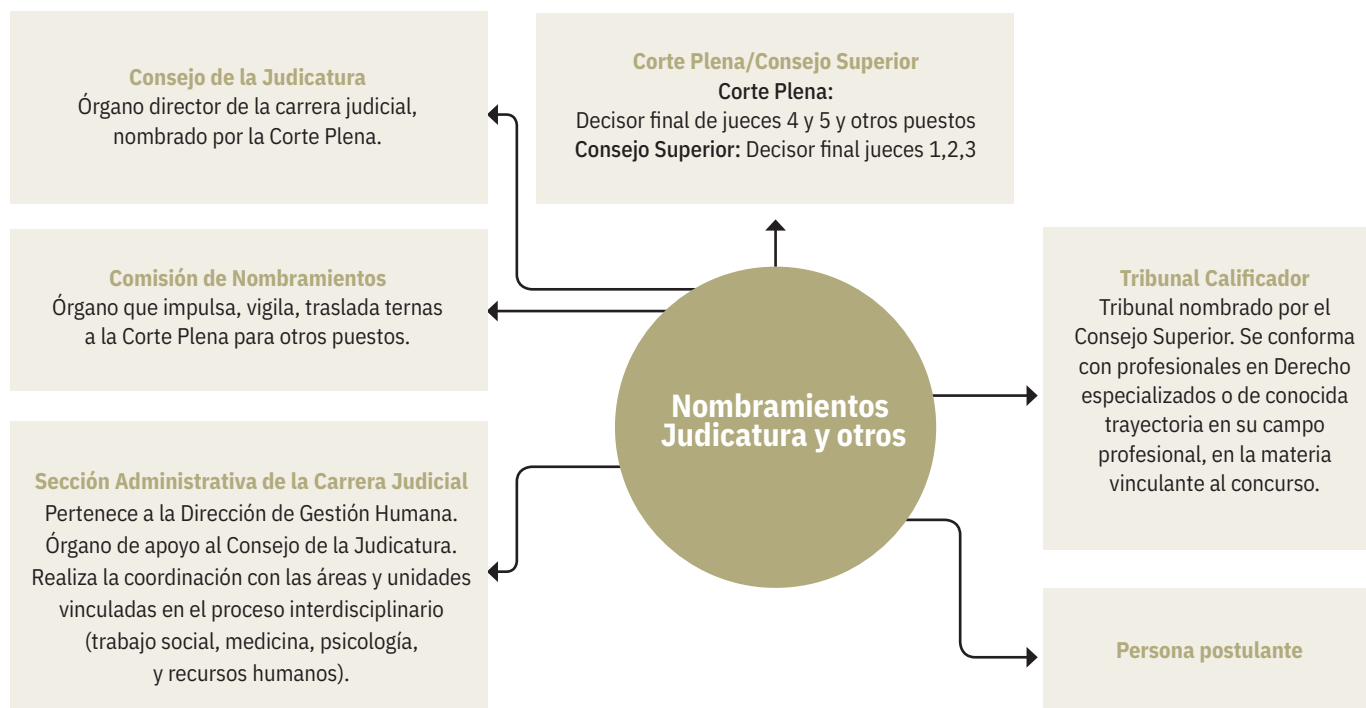 Consejo de la Judicatura
Órgano director de la carrera judicial,
nombrado por la Corte Plena.
Corte Plena/Consejo Superior
Corte Plena:
Decisor final de jueces 4 y 5 y otros puestos
Consejo Superior: Decisor final jueces 1,2,3
Comisión de Nombramientos
Órgano que impulsa, vigila, traslada ternas
a la Corte Plena para otros puestos.
Tribunal Calificador
Tribunal nombrado por el
Consejo Superior. Se conforma
con profesionales en Derecho
especializados o de conocida
trayectoria en su campo
profesional, en la materia
vinculante al concurso.
Nombramientos
Judicatura y otros
Sección Administrativa de la Carrera Judicial
Pertenece a la Dirección de Gestión Humana.
Órgano de apoyo al Consejo de la Judicatura.
Realiza la coordinación con las áreas y unidades
vinculadas en el proceso interdisciplinario
(trabajo social, medicina, psicología,
y recursos humanos).
Persona postulante